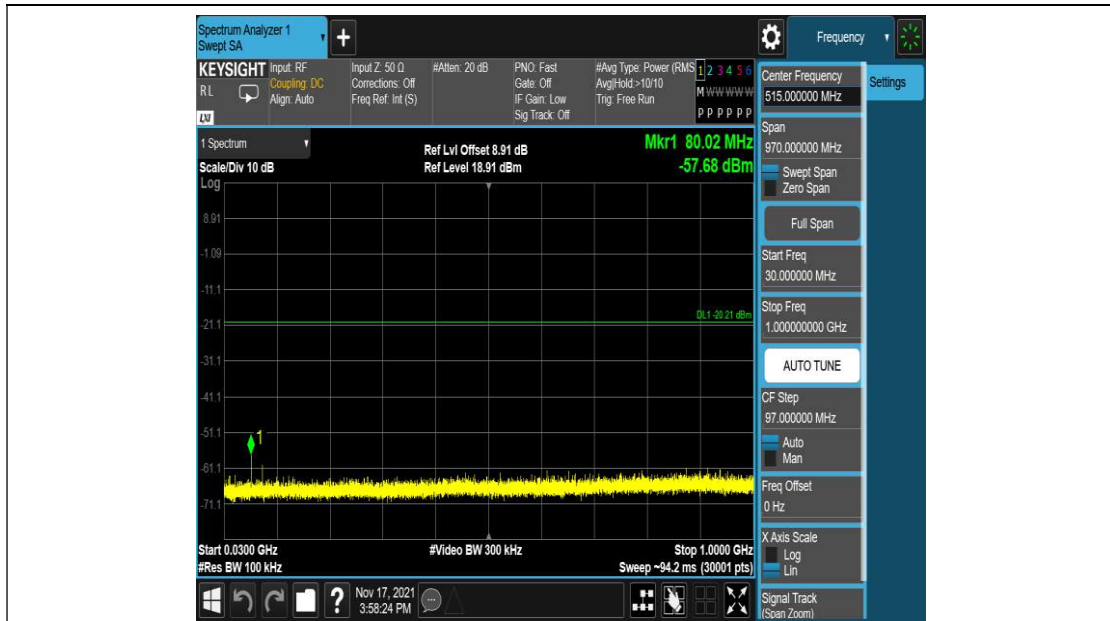 Spectrum Analyzer 1
Swept SA
Frequency
KEYSIGHT
RL
LXI
Input: RF
Coupling: DC
Align: Auto
Input Z: 50 Ω
Corrections: Off
Freq Ref: Int (S)
#Atten: 20 dB
PNO: Fast
Gate: Off
IF Gain: Low
Sig Track: Off
#Avg Type: Power (RMS
Avg|Hold:>10/10
Trig: Free Run
1 2 3 4 5 6
M W W W W W
P P P P P P
1 Spectrum
Scale/Div 10 dB
Ref Lvl Offset 8.91 dB
Ref Level 18.91 dBm
Mkr1 80.02 MHz
-57.68 dBm
Log
8.91
-1.09
-11.1
-21.1
-31.1
-41.1
-51.1
-61.1
-71.1
DL1 -20.21 dBm
1
Start 0.0300 GHz
#Res BW 100 kHz
#Video BW 300 kHz
Stop 1.0000 GHz
Sweep ~94.2 ms (30001 pts)
Nov 17, 2021
3:58:24 PM
Center Frequency
515.000000 MHz
Span
970.000000 MHz
Swept Span
Zero Span
Full Span
Start Freq
30.000000 MHz
Stop Freq
1.000000000 GHz
AUTO TUNE
CF Step
97.000000 MHz
Auto
Man
Freq Offset
0 Hz
X Axis Scale
Log
Lin
Signal Track
(Span Zoom)
Settings